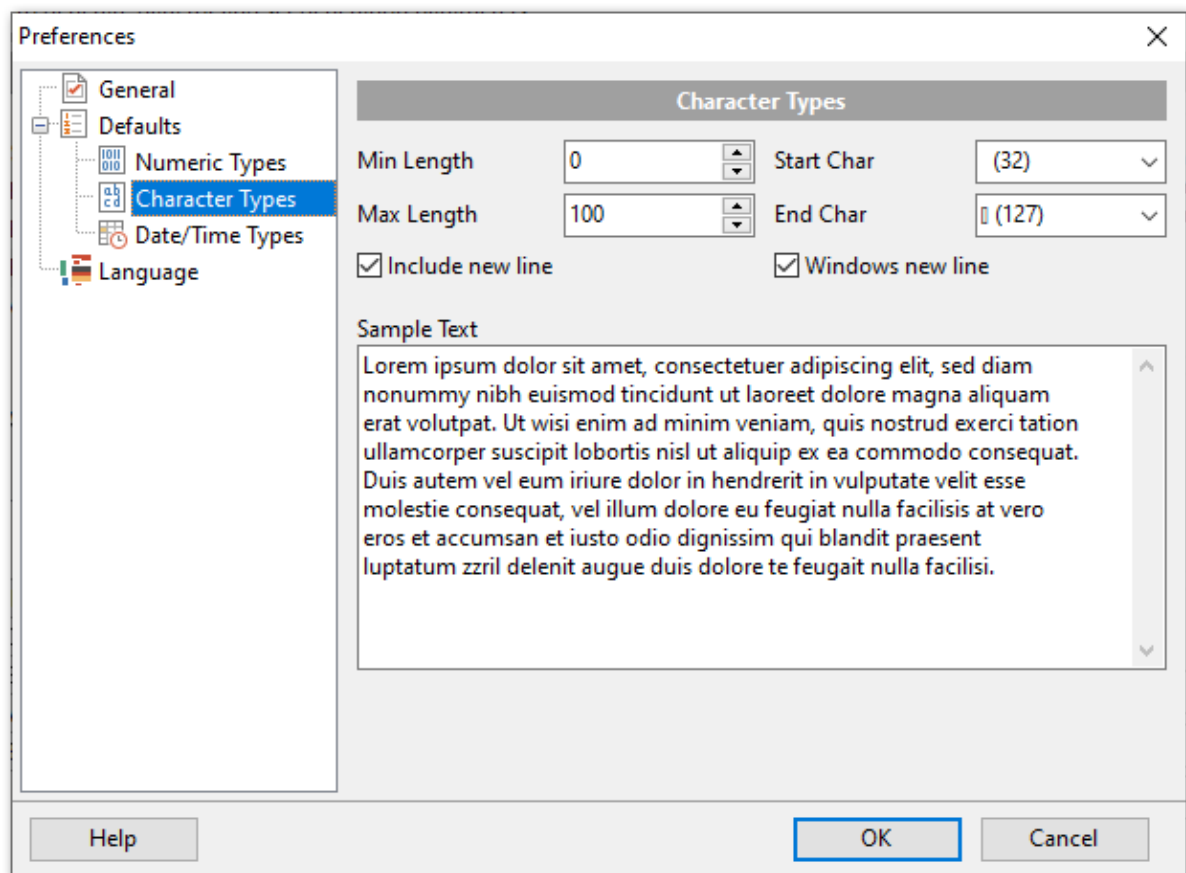 Preferences
General
Defaults
Numeric Types
Character Types
Date/Time Types
Language
Character Types
Min Length 0 Start Char (32)
Max Length 100 End Char ▯ (127)
Include new line Windows new line
Sample Text
Lorem ipsum dolor sit amet, consectetuer adipiscing elit, sed diam
nonummy nibh euismod tincidunt ut laoreet dolore magna aliquam
erat volutpat. Ut wisi enim ad minim veniam, quis nostrud exerci tation
ullamcorper suscipit lobortis nisl ut aliquip ex ea commodo consequat.
Duis autem vel eum iriure dolor in hendrerit in vulputate velit esse
molestie consequat, vel illum dolore eu feugiat nulla facilisis at vero
eros et accumsan et iusto odio dignissim qui blandit praesent
luptatum zzril delenit augue duis dolore te feugait nulla facilisi.
Help OK Cancel